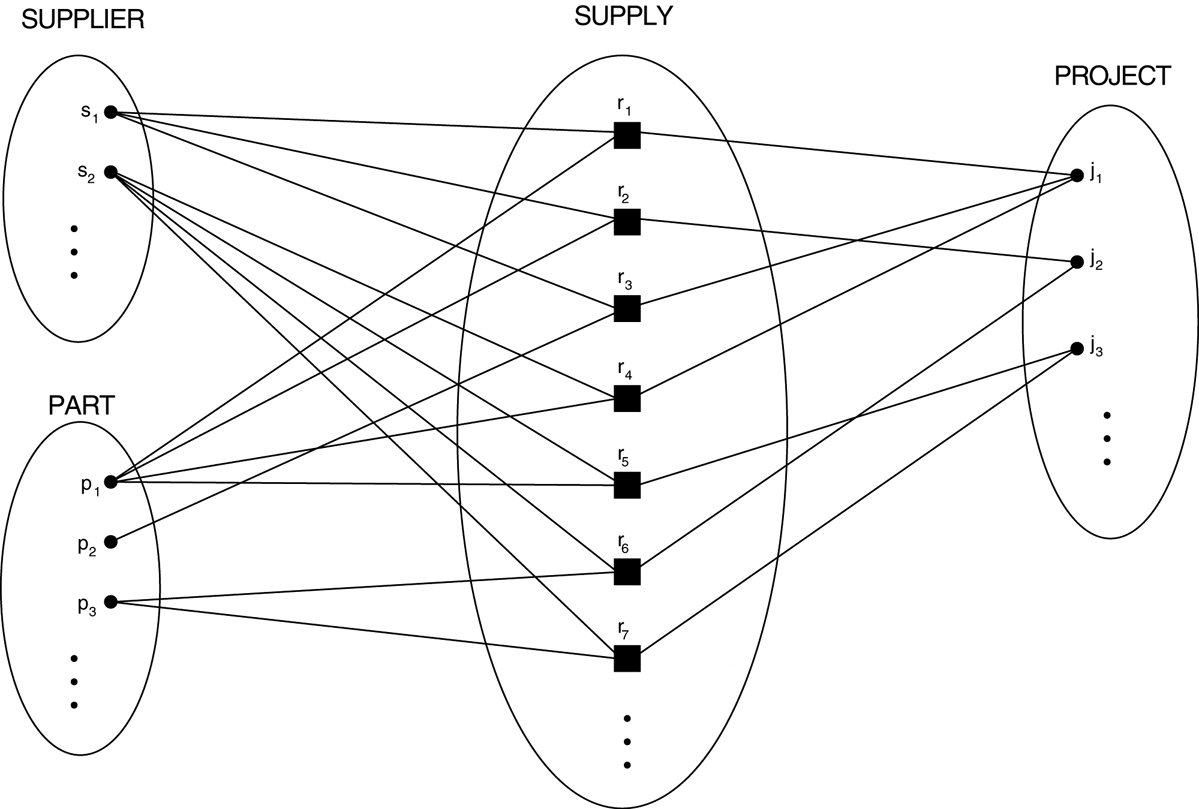 SUPPLIER
s1
s2
PART
p1
p2
p3
SUPPLY
r1
r2
r3
r4
r5
r6
r7
PROJECT
j1
j2
j3